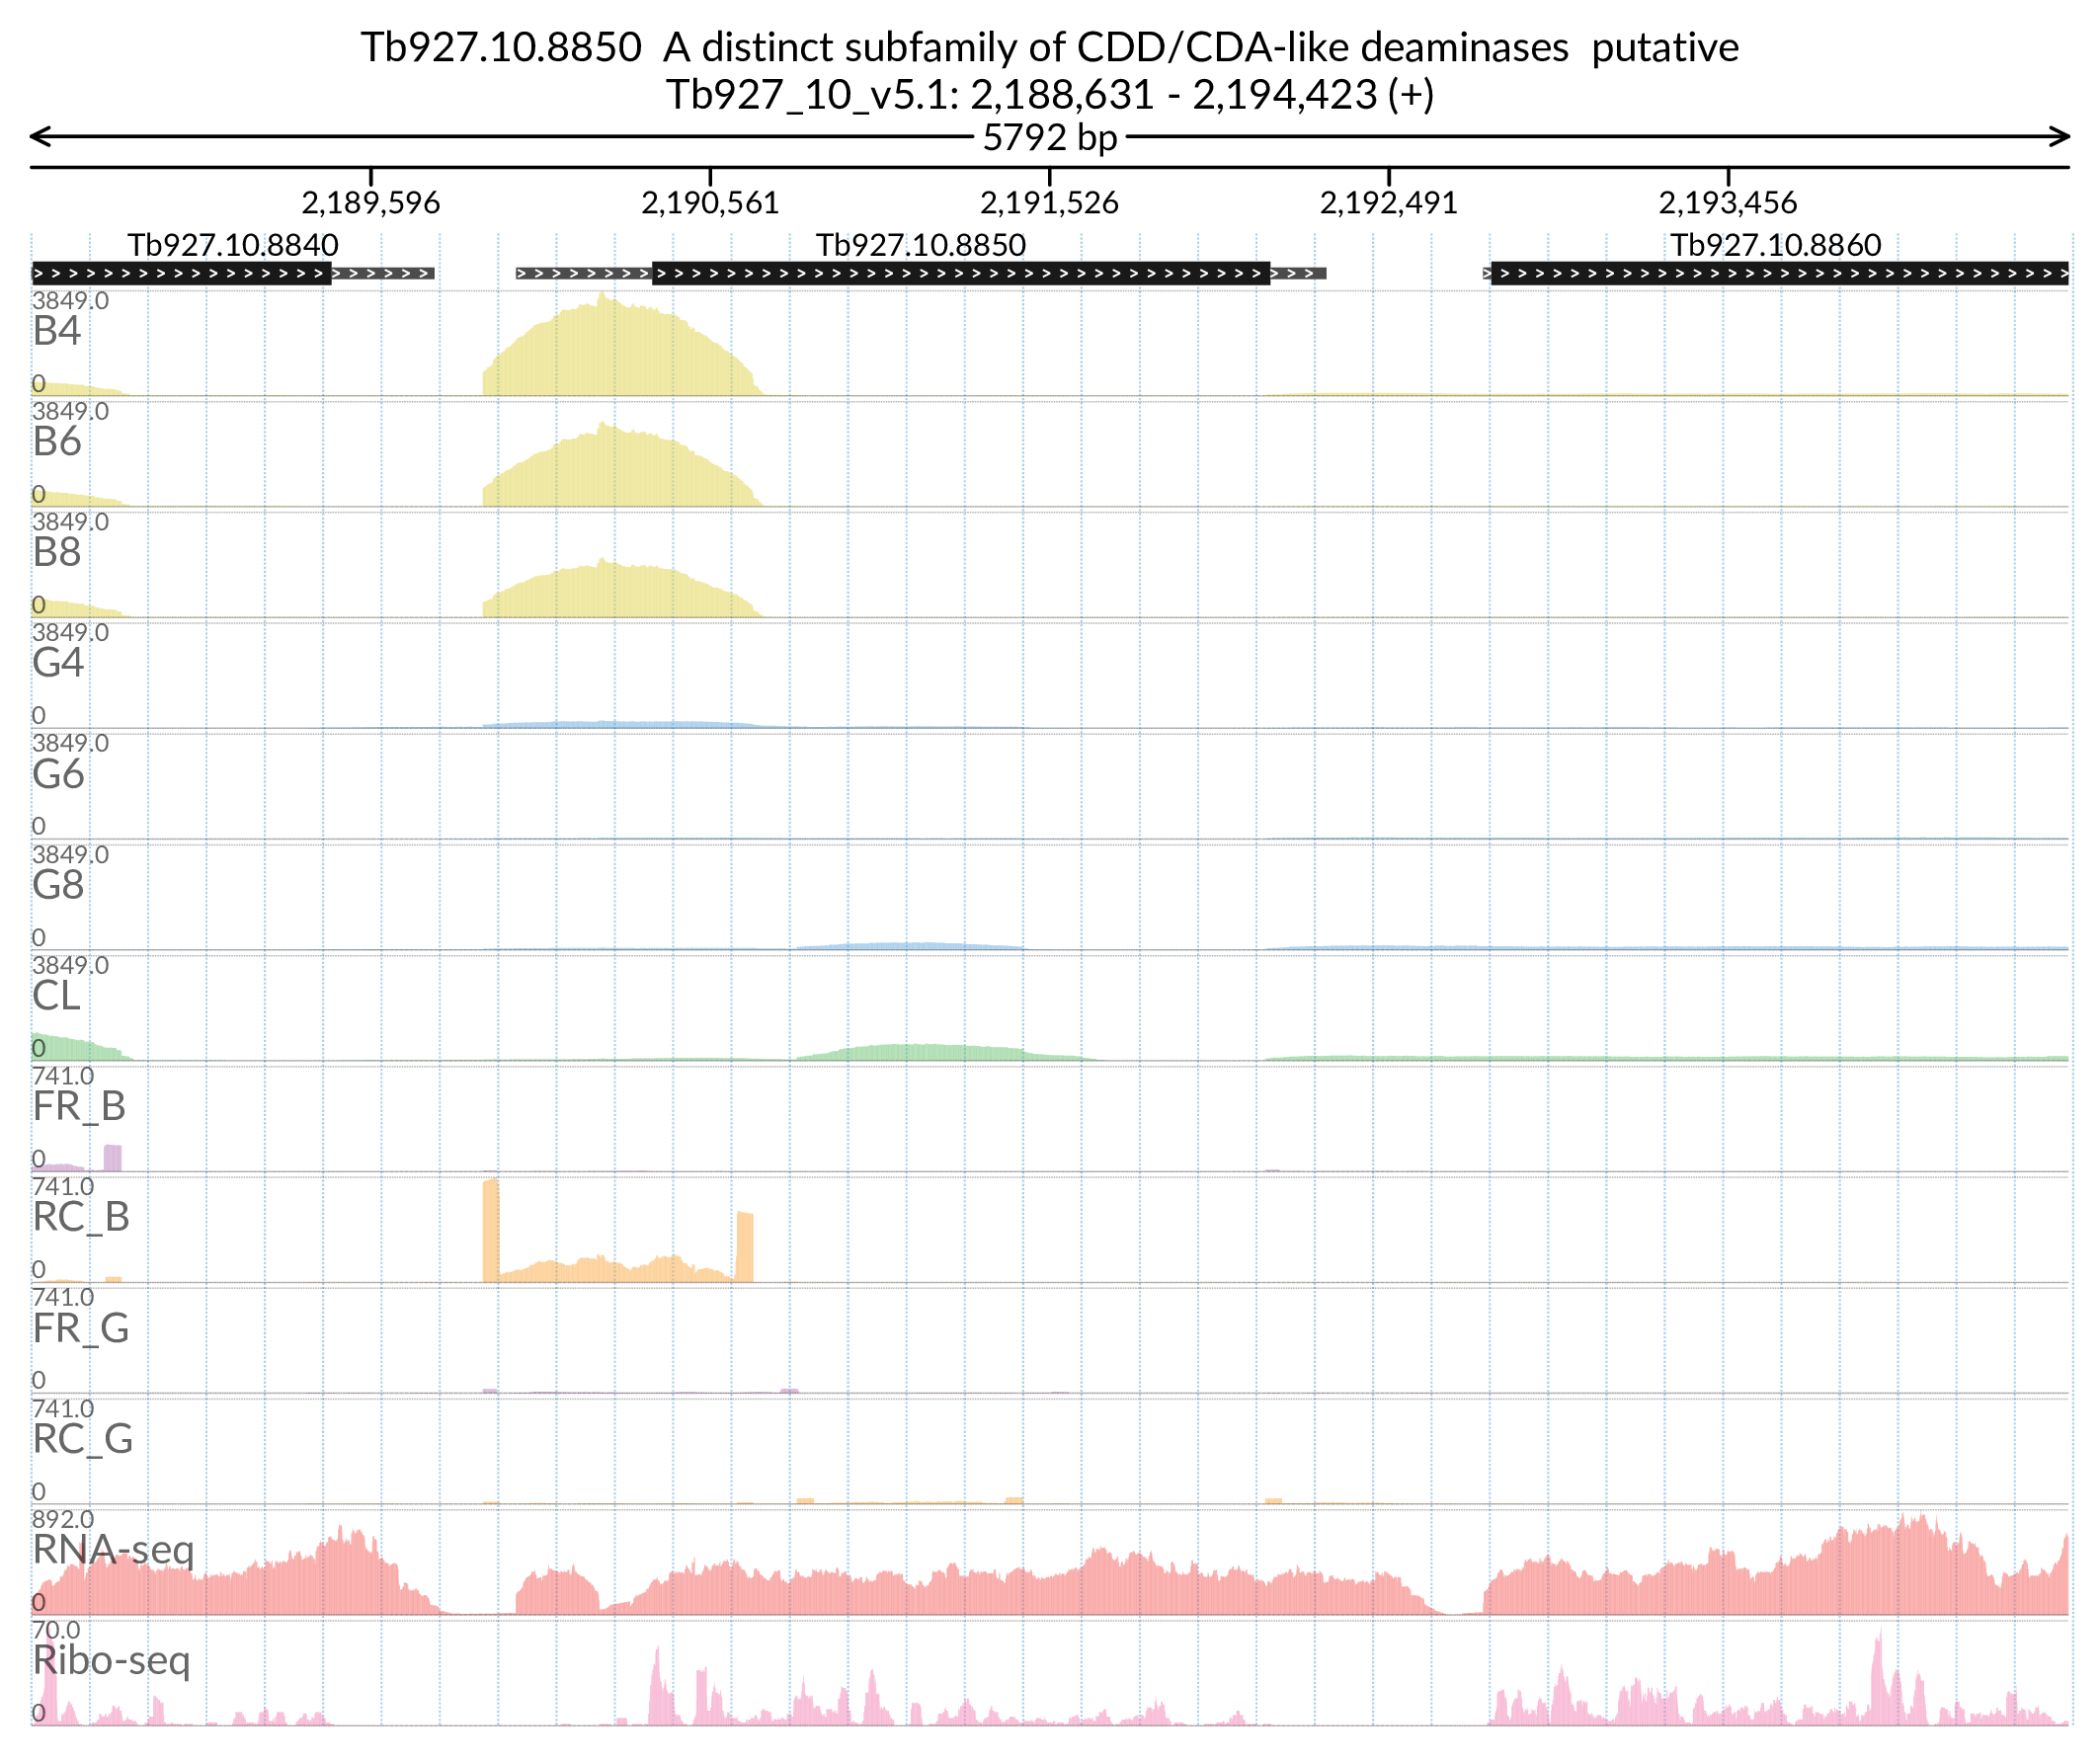 Tb927.10.8850  A distinct subfamily of CDD/CDA-like deaminases  putative
Tb927_10_v5.1: 2,188,631 - 2,194,423 (+)
5792 bp
2,189,596 2,190,561 2,191,526 2,192,491 2,193,456
Tb927.10.8840 Tb927.10.8850 Tb927.10.8860
3849.0
B4
0
3849.0
B6
0
3849.0
B8
0
3849.0
G4
0
3849.0
G6
0
3849.0
G8
0
3849.0
CL
0
741.0
FR_B
0
741.0
RC_B
0
741.0
FR_G
0
741.0
RC_G
0
892.0
RNA-seq
0
70.0
Ribo-seq
0